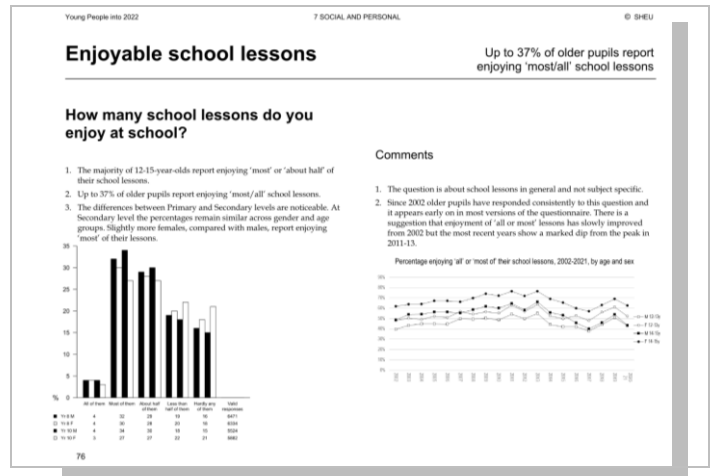 Young People into 2022
7 SOCIAL AND PERSONAL
© SHEU
Enjoyable school lessons
Up to 37% of older pupils report
enjoying ‘most/all’ school lessons
How many school lessons do you
enjoy at school?
1. The majority of 12-15-year-olds report enjoying ‘most’ or ‘about half’ of
their school lessons.
2. Up to 37% of older pupils report enjoying ‘most/all’ school lessons.
3. The differences between Primary and Secondary levels are noticeable. At
Secondary level the percentages remain similar across gender and age
groups. Slightly more females, compared with males, report enjoying
‘most’ of their lessons.
35
30
25
20
15
10
5
% 0
All of them Most of them About half of them Less than half of them Hardly any of them Valid responses
Yr 8 M 4 32 29 19 16
Yr 8 F 4 30 28 20 18
Yr 10 M 4 34 30 18 15
Yr 10 F 3 27 27 22 21
Comments
1. The question is about school lessons in general and not subject specific.
2. Since 2002 older pupils have responded consistently to this question and
it appears early on in most versions of the questionnaire. There is a
suggestion that enjoyment of ‘all or most’ lessons has slowly improved
from 2002 but the most recent years show a marked dip from the peak in
2011-13.
Percentage enjoying ‘all’ or ‘most of’ their school lessons, 2002-2021, by age and sex
76